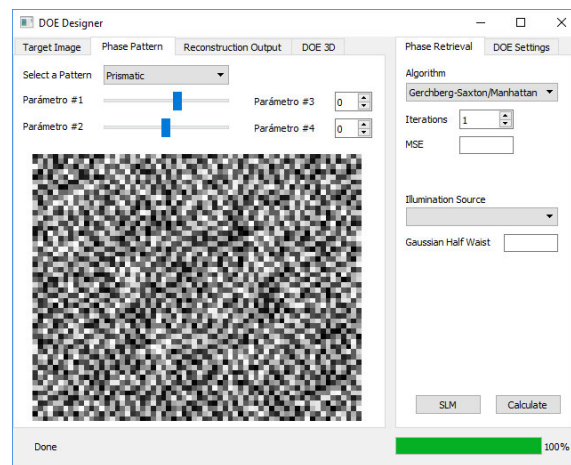 DOE Designer
Target Image Phase Pattern Reconstruction Output DOE 3D
Select a Pattern Prismatic
Parámetro #1 Parámetro #3 0
Parámetro #2 Parámetro #4 0
Phase Retrieval DOE Settings
Algorithm
Gerchberg-Saxton/Manhattan
Iterations 1
MSE
Illumination Source
Gaussian Half Waist
SLM Calculate
Done 100%